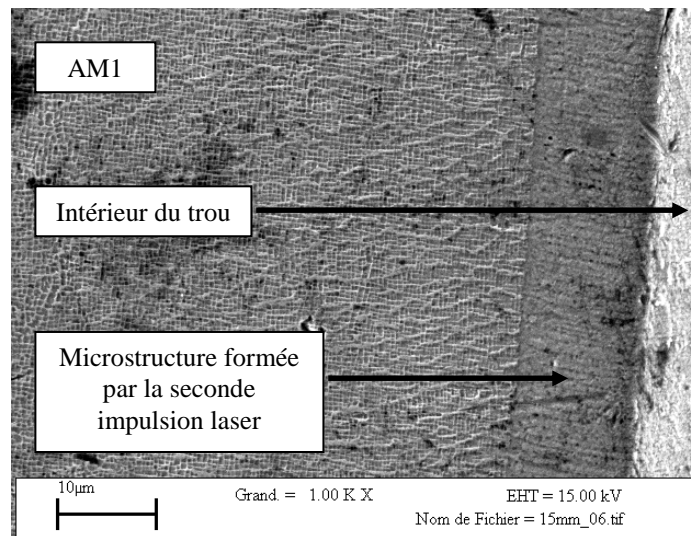 AM1
Intérieur du trou
Microstructure formée
par la seconde
impulsion laser
10µm
Grand. = 1.00 K X
EHT = 15.00 kV
Nom de Fichier = 15mm_06.tif